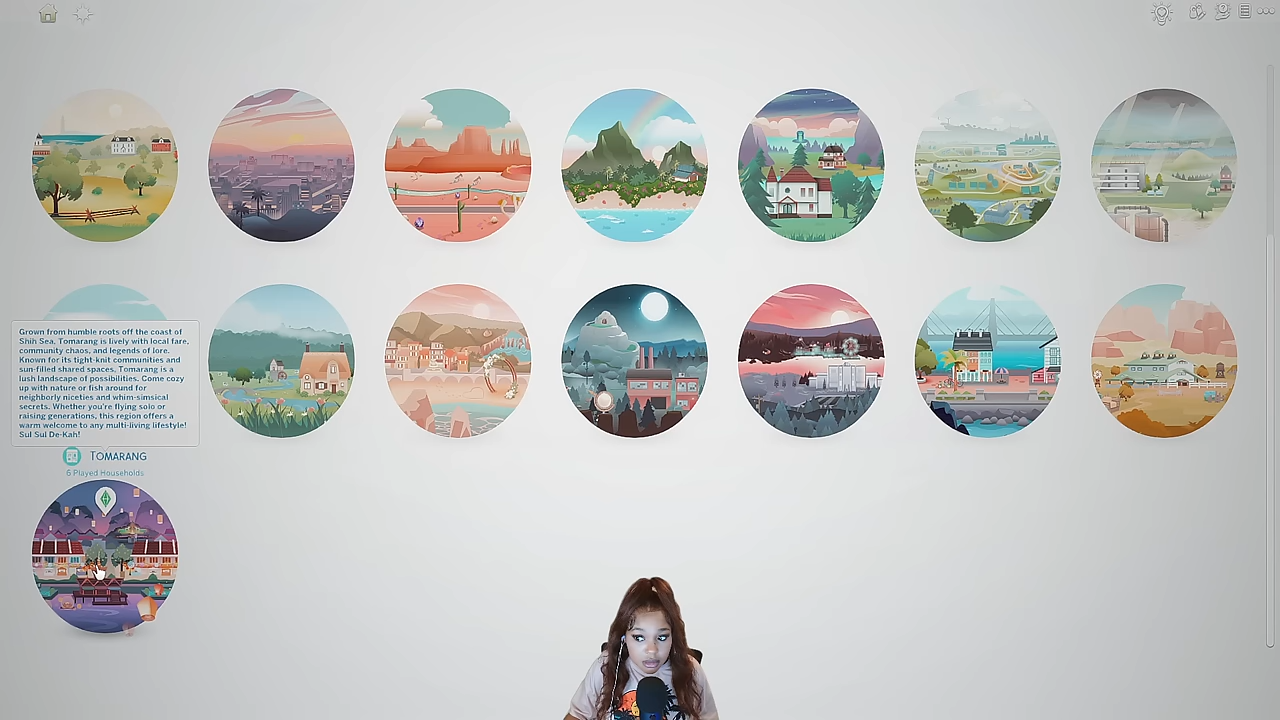 Grown from humble roots off the coast of
Shih Sea, Tomarang is lively with local fare,
community chaos, and legends of lore.
Known for its tight-knit communities and
sun-filled shared spaces, Tomarang is a
lush landscape of possibilities. Come cozy
up with nature or fish around for
neighborly niceties and whim-simsical
secrets. Whether you're flying solo or
raising generations, this region offers a
warm welcome to any multi-living lifestyle!
Sul Sul De-Kah!
TOMARANG
6 Played Households